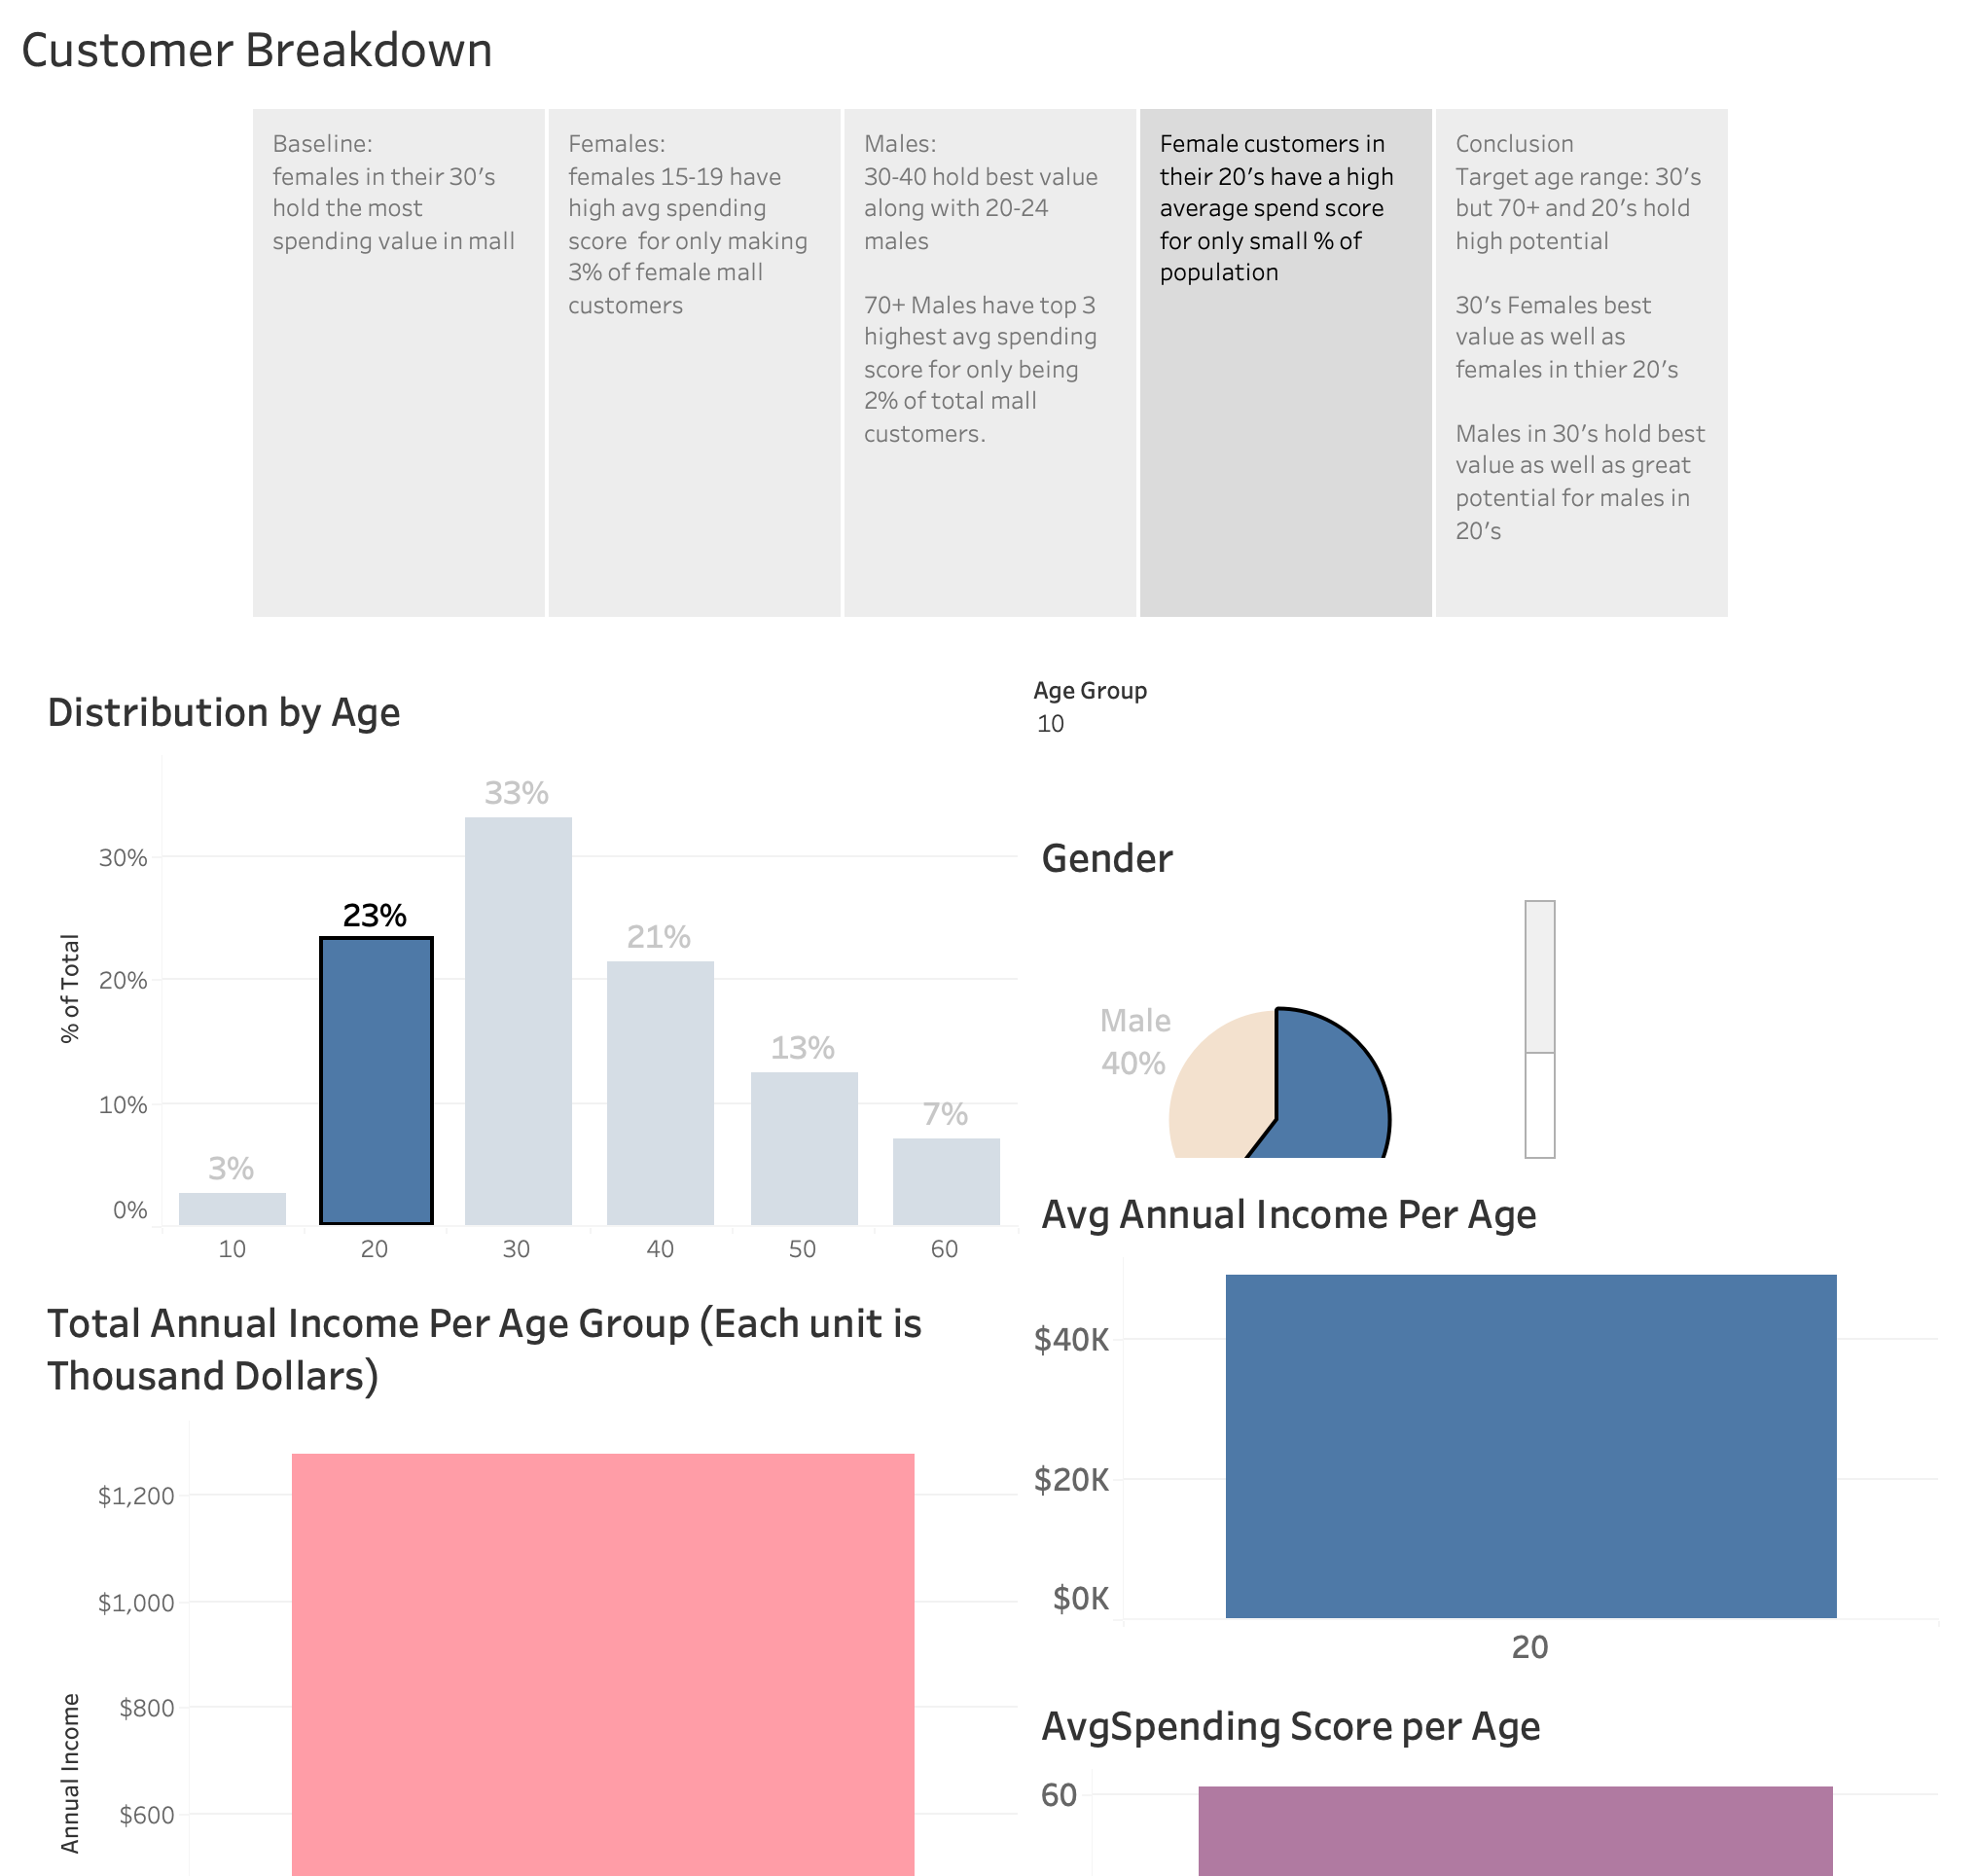 Customer Breakdown
Baseline:
females in their 30's
hold the most
spending value in mall
Females:
females 15-19 have
high avg spending
score  for only making
3% of female mall
customers
Males:
30-40 hold best value
along with 20-24
males
70+ Males have top 3
highest avg spending
score for only being
2% of total mall
customers.
Female customers in
their 20's have a high
average spend score
for only small % of
population
Conclusion
Target age range: 30's
but 70+ and 20's hold
high potential
30's Females best
value as well as
females in thier 20's
Males in 30's hold best
value as well as great
potential for males in
20's
Distribution by Age
% of Total
30%
20%
10%
0%
3%
23%
33%
21%
13%
7%
10
20
30
40
50
60
Age Group
10
Gender
Male
40%
Avg Annual Income Per Age
$40K
$20K
$0K
20
Total Annual Income Per Age Group (Each unit is
Thousand Dollars)
Annual Income
$1,200
$1,000
$800
$600
AvgSpending Score per Age
60